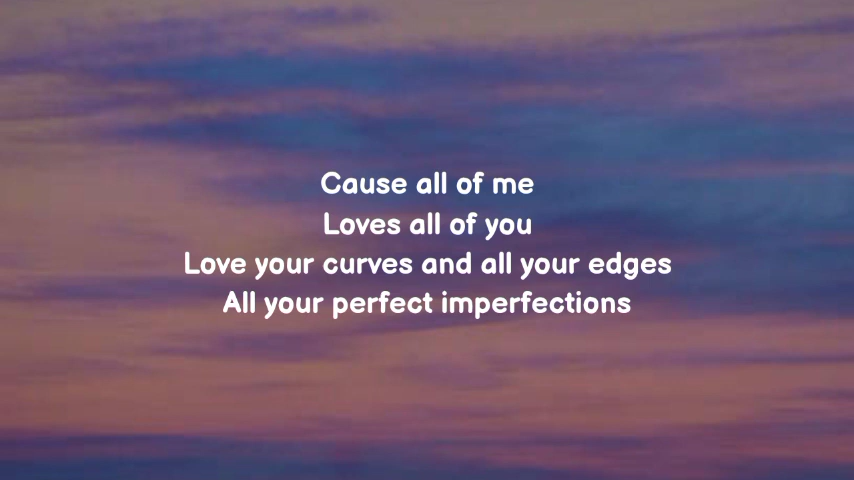 Cause all of me
Loves all of you
Love your curves and all your edges
All your perfect imperfections